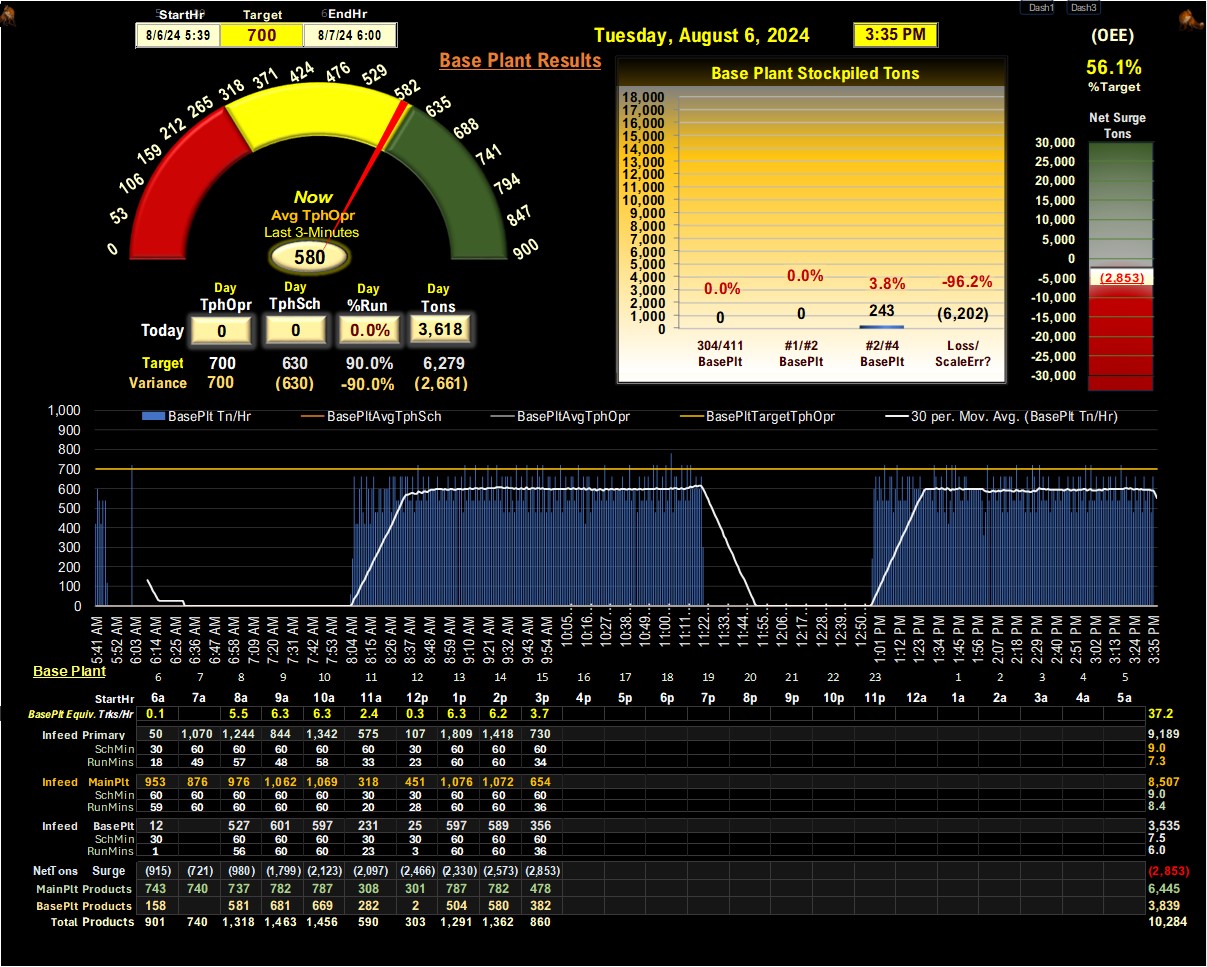 StartHr Target EndHr
8/6/24 5:39 700 8/7/24 6:00
Dash1 Dash3
Tuesday, August 6, 2024 3:35 PM
(OEE)
56.1%
%Target
Base Plant Results
0 53 106 159 212 265 318 371 424 476 529 582 635 688 741 794 847 900
Now
Avg TphOpr
Last 3-Minutes
580
Day Day Day Day
TphOpr TphSch %Run Tons
Today 0 0 0.0% 3,618
Target 700 630 90.0% 6,279
Variance 700 (630) -90.0% (2,661)
Base Plant Stockpiled Tons
18,000
17,000
16,000
15,000
14,000
13,000
12,000
11,000
10,000
9,000
8,000
7,000
6,000
5,000
4,000
3,000
2,000
1,000
0
0.0% 0.0% 3.8% -96.2%
0 0 243 (6,202)
304/411 #1/#2 #2/#4 Loss/
BasePlt BasePlt BasePlt ScaleErr?
Net Surge
Tons
30,000
25,000
20,000
15,000
10,000
5,000
0
-5,000
-10,000
-15,000
-20,000
-25,000
-30,000
(2,853)
BasePlt Tn/Hr BasePltAvgTphSch BasePltAvgTphOpr BasePltTargetTphOpr 30 per. Mov. Avg. (BasePlt Tn/Hr)
1,000
900
800
700
600
500
400
300
200
100
0
5:41 AM 5:52 AM 6:03 AM 6:14 AM 6:25 AM 6:36 AM 6:47 AM 6:58 AM 7:09 AM 7:20 AM 7:31 AM 7:42 AM 7:53 AM 8:04 AM 8:15 AM 8:26 AM 8:37 AM 8:48 AM 8:59 AM 9:10 AM 9:21 AM 9:32 AM 9:43 AM 9:54 AM 10:05… 10:16… 10:27… 10:38… 10:49… 11:00… 11:11… 11:22… 11:33… 11:44… 11:55… 12:06… 12:17… 12:28… 12:39… 12:50… 1:01 PM 1:12 PM 1:23 PM 1:34 PM 1:45 PM 1:56 PM 2:07 PM 2:18 PM 2:29 PM 2:40 PM 2:51 PM 3:02 PM 3:13 PM 3:24 PM 3:35 PM
Base Plant
6 7 8 9 10 11 12 13 14 15 16 17 18 19 20 21 22 23 1 2 3 4 5
StartHr 6a 7a 8a 9a 10a 11a 12p 1p 2p 3p 4p 5p 6p 7p 8p 9p 10p 11p 12a 1a 2a 3a 4a 5a
BasePlt Equiv. Trks/Hr 0.1 5.5 6.3 6.3 2.4 0.3 6.3 6.2 3.7 37.2
Infeed Primary 50 1,070 1,244 844 1,342 575 107 1,809 1,418 730 9,189
SchMin 30 60 60 60 60 60 30 60 60 60 9.0
RunMins 18 49 57 48 58 33 23 60 60 34 7.3
Infeed MainPlt 953 876 976 1,062 1,069 318 451 1,076 1,072 654 8,507
SchMin 60 60 60 60 60 30 30 60 60 60 9.0
RunMins 59 60 60 60 60 20 28 60 60 36 8.4
Infeed BasePlt 12 527 601 597 231 25 597 589 356 3,535
SchMin 30 60 60 60 30 30 60 60 60 7.5
RunMins 1 56 60 60 23 3 60 60 36 6.0
NetTons Surge (915) (721) (980) (1,799) (2,123) (2,097) (2,466) (2,330) (2,573) (2,853) (2,853)
MainPlt Products 743 740 737 782 787 308 301 787 782 478 6,445
BasePlt Products 158 581 681 669 282 2 504 580 382 3,839
Total Products 901 740 1,318 1,463 1,456 590 303 1,291 1,362 860 10,284